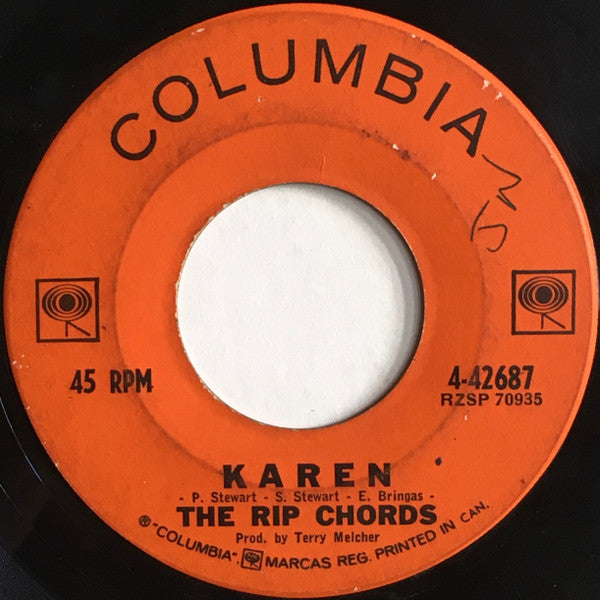 COLUMBIA
45 RPM
4-42687
RZSP 70935
KAREN
- P. Stewart - S. Stewart - E. Bringas -
THE RIP CHORDS
Prod. by Terry Melcher
® "COLUMBIA", MARCAS REG. PRINTED IN CAN.